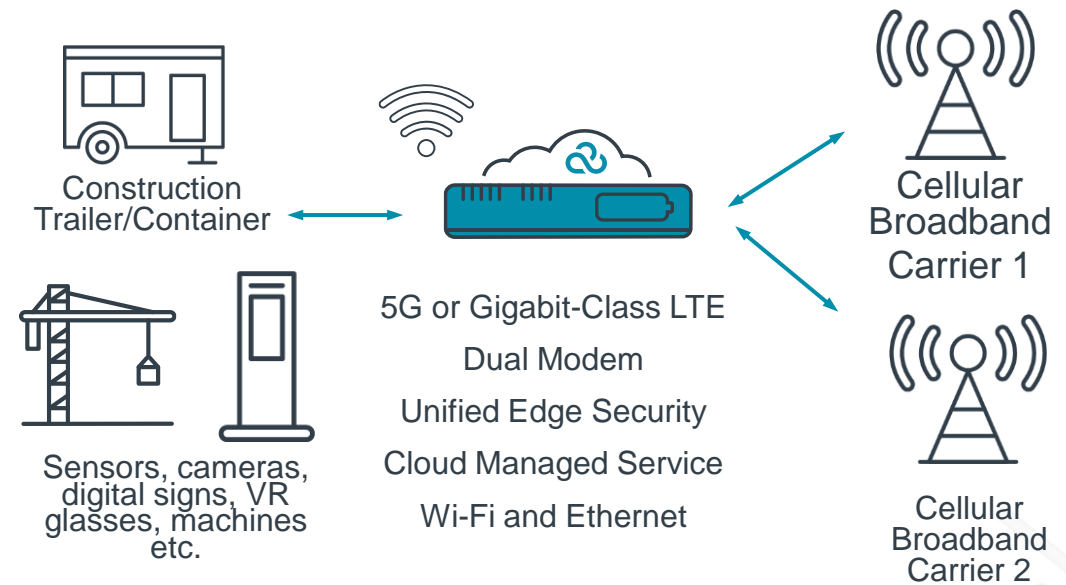 Construction
Trailer/Container
Sensors, cameras,
digital signs, VR
glasses, machines
etc.
5G or Gigabit-Class LTE
Dual Modem
Unified Edge Security
Cloud Managed Service
Wi-Fi and Ethernet
Cellular
Broadband
Carrier 1
Cellular
Broadband
Carrier 2